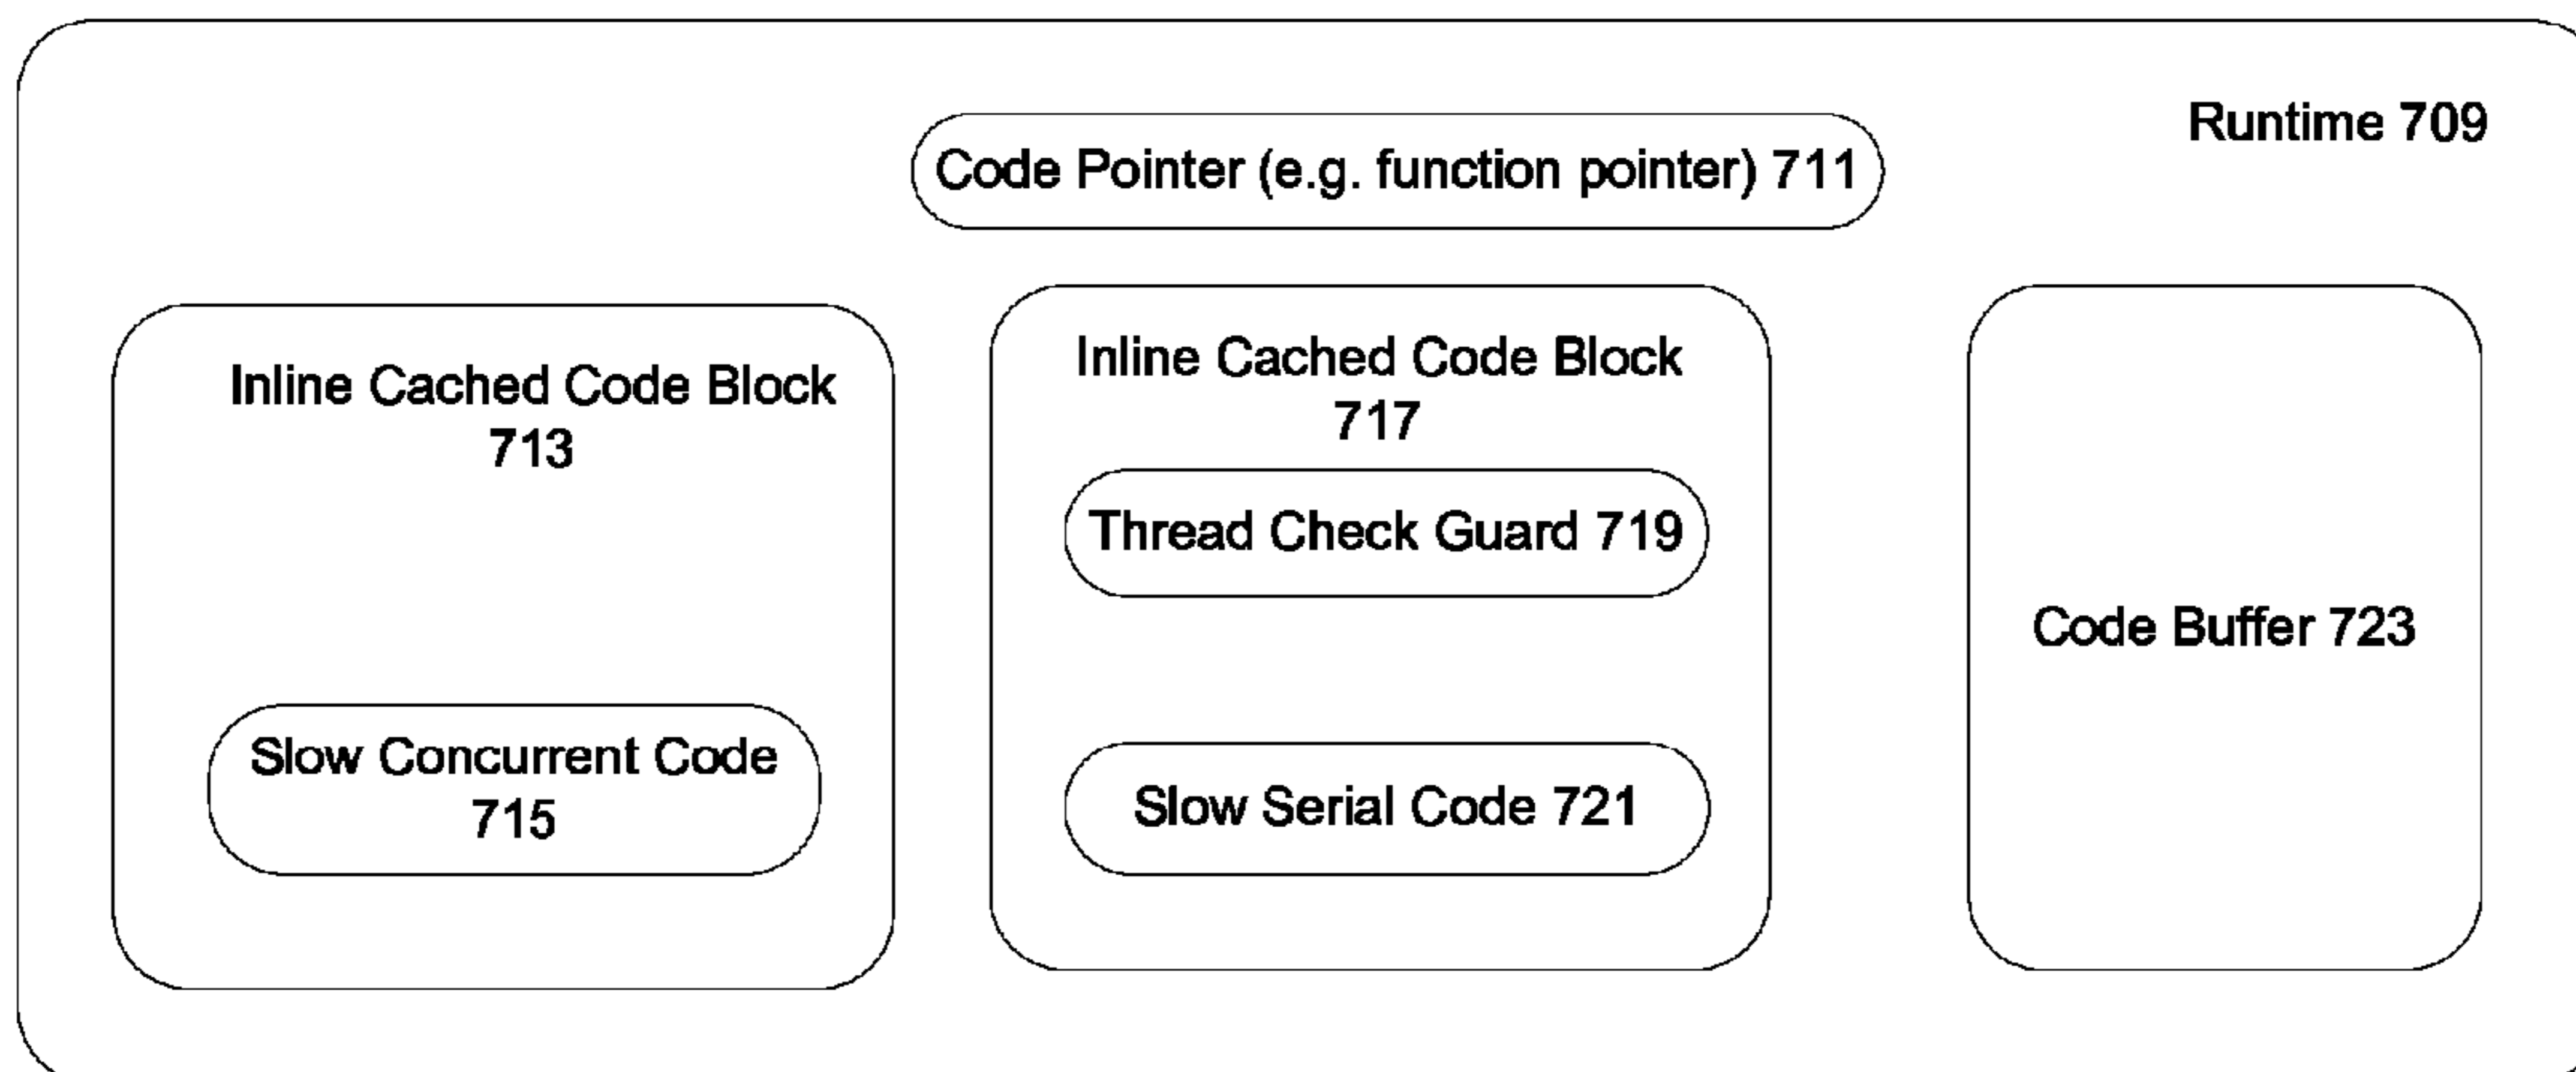 Runtime 709
Code Pointer (e.g. function pointer) 711
Inline Cached Code Block
713
Slow Concurrent Code
715
Inline Cached Code Block
717
Thread Check Guard 719
Slow Serial Code 721
Code Buffer 723